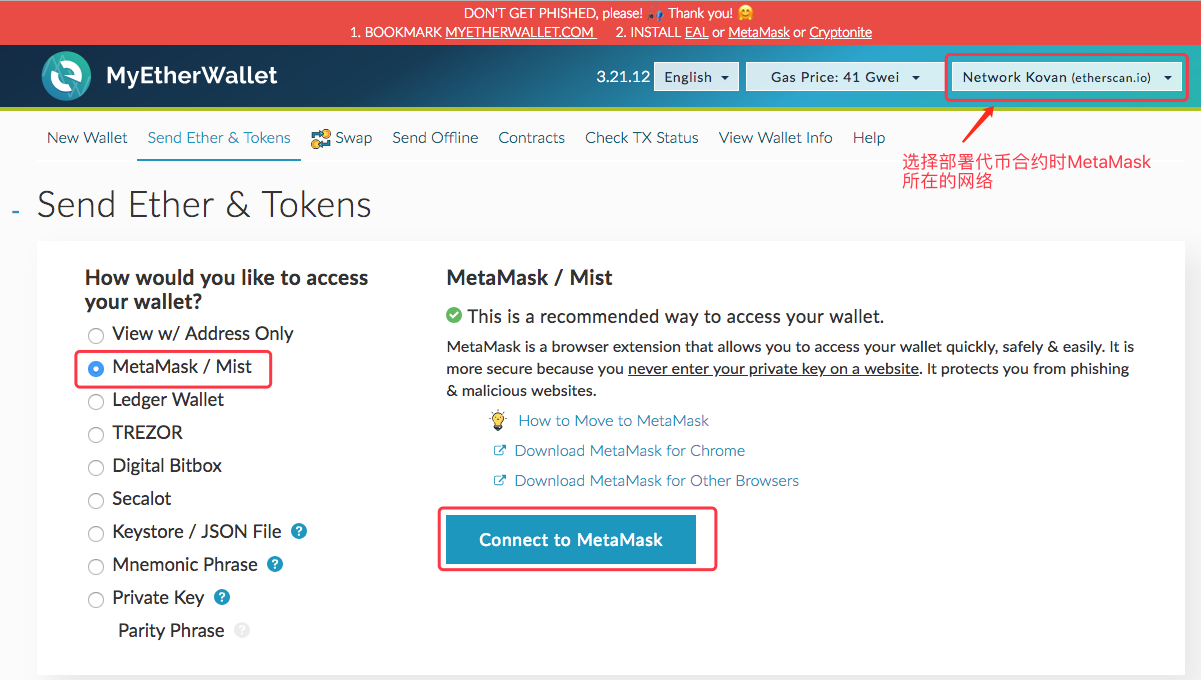 DON'T GET PHISHED, please! 🎣 Thank you! 🤗
1. BOOKMARK MYETHERWALLET.COM 2. INSTALL EAL or MetaMask or Cryptonite
MyEtherWallet
3.21.12 English Gas Price: 41 Gwei Network Kovan (etherscan.io)
New Wallet Send Ether & Tokens Swap Send Offline Contracts Check TX Status View Wallet Info Help
选择部署代币合约时MetaMask
所在的网络
- Send Ether & Tokens
How would you like to access
your wallet?
View w/ Address Only
MetaMask / Mist
Ledger Wallet
TREZOR
Digital Bitbox
Secalot
Keystore / JSON File ?
Mnemonic Phrase ?
Private Key ?
Parity Phrase ?
MetaMask / Mist
This is a recommended way to access your wallet.
MetaMask is a browser extension that allows you to access your wallet quickly, safely & easily. It is
more secure because you never enter your private key on a website. It protects you from phishing
& malicious websites.
How to Move to MetaMask
Download MetaMask for Chrome
Download MetaMask for Other Browsers
Connect to MetaMask